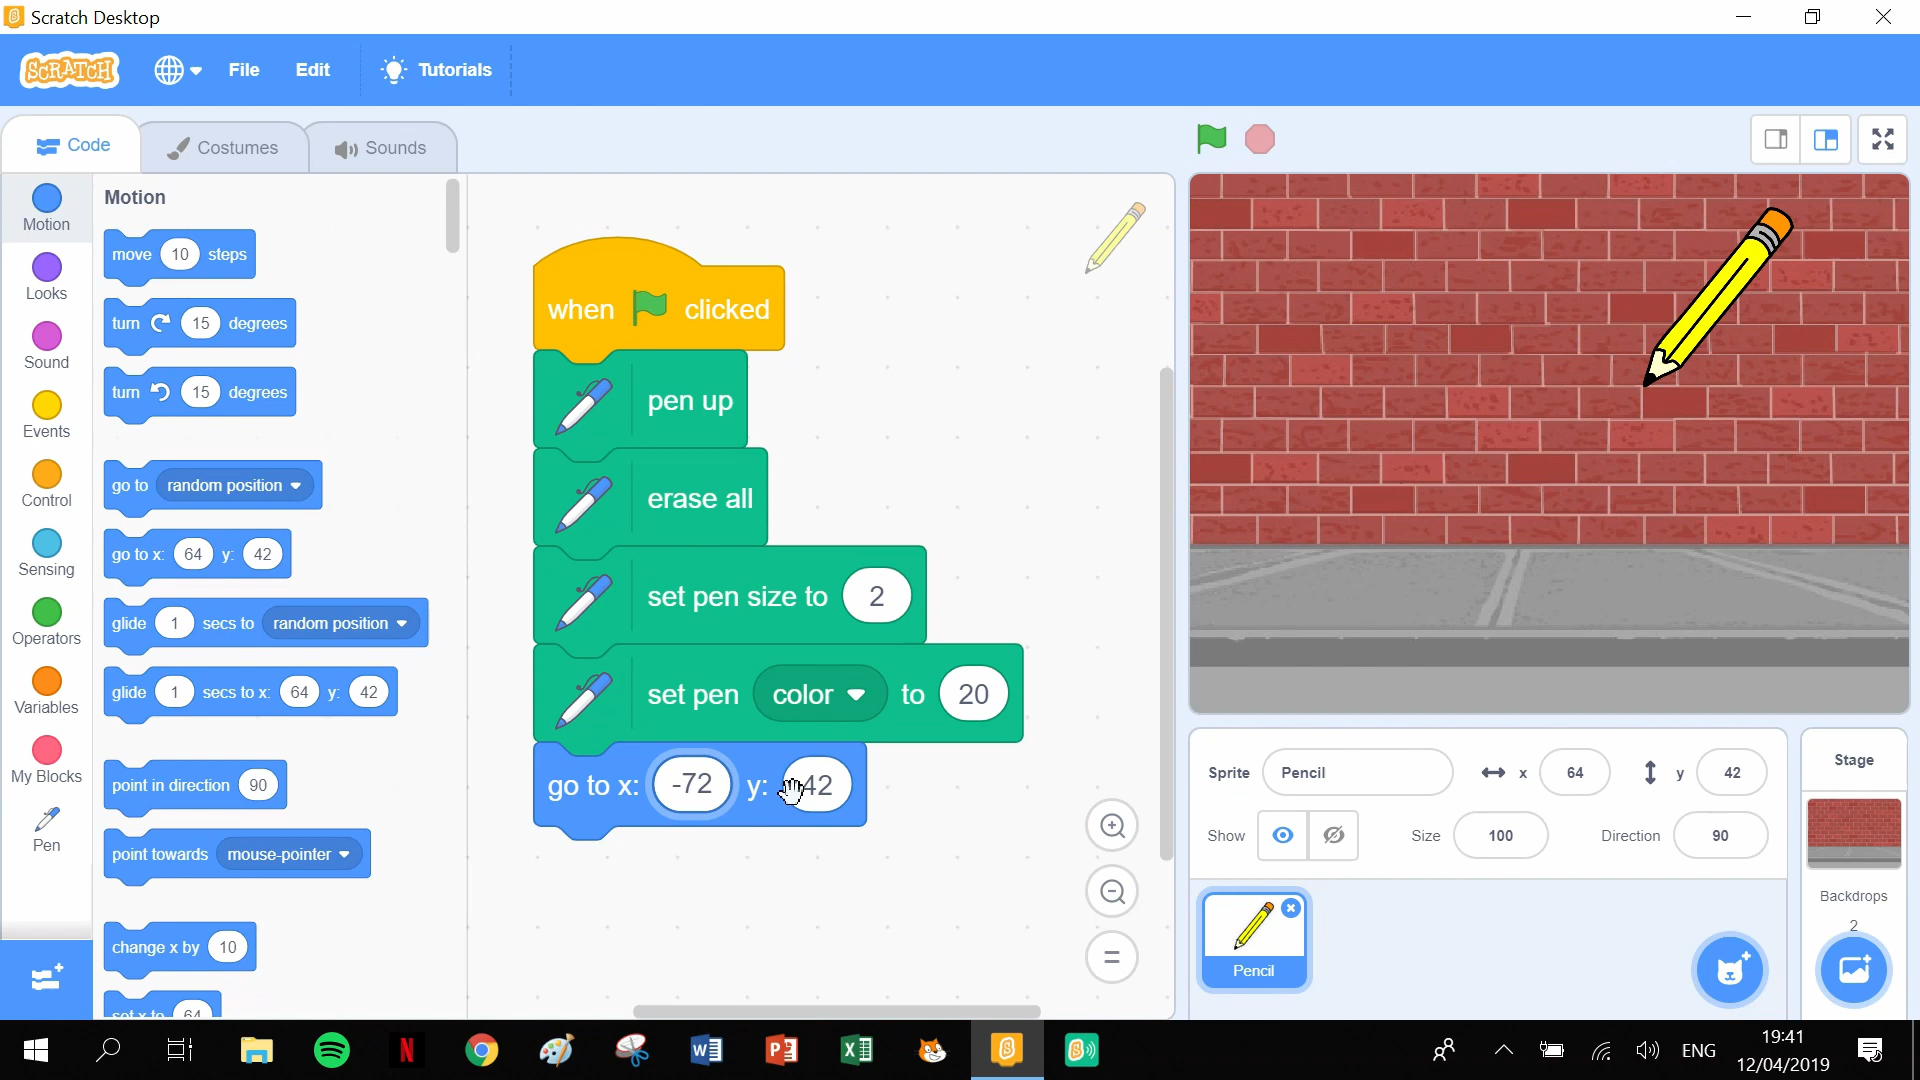 Scratch Desktop
SCRATCH File Edit Tutorials
Code Costumes Sounds
Motion
Looks
Sound
Events
Control
Sensing
Operators
Variables
My Blocks
Pen
Motion
move 10 steps
turn 15 degrees
turn 15 degrees
go to random position
go to x: 64 y: 42
glide 1 secs to random position
glide 1 secs to x: 64 y: 42
point in direction 90
point towards mouse-pointer
change x by 10
set x to 64
when clicked
pen up
erase all
set pen size to 2
set pen color to 20
go to x: -72 y: 42
Sprite Pencil x 64 y 42
Show Size 100 Direction 90
Pencil
Stage
Backdrops
2
ENG 19:41
12/04/2019